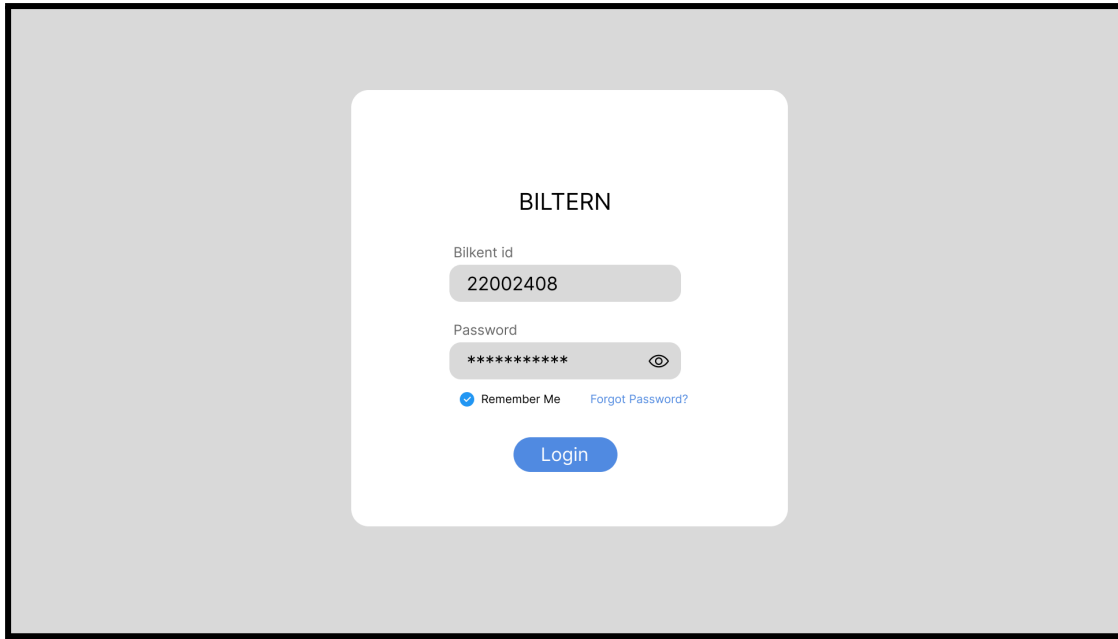 BILTERN
Bilkent id
22002408
Password
***********
Remember Me Forgot Password?
Login